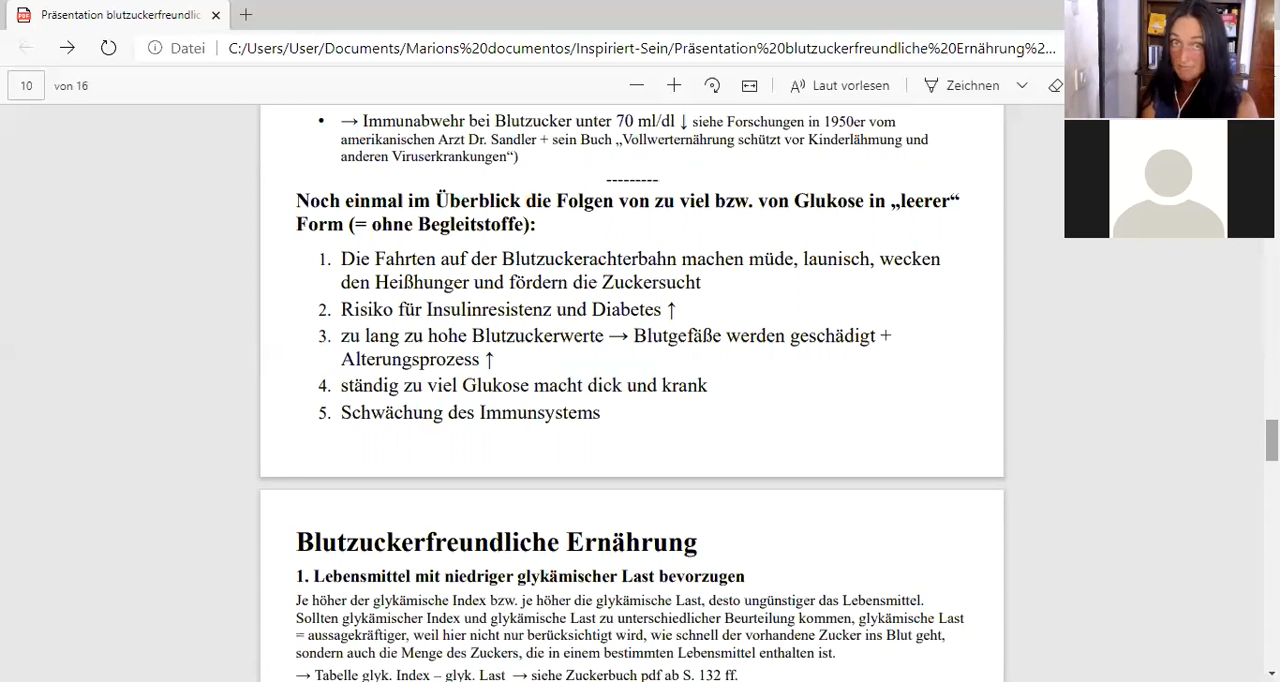 Präsentation blutzuckerfreundlic
Datei
C:/Users/User/Documents/Marions%20documentos/Inspiriert-Sein/Präsentation%20blutzuckerfreundliche%20Ernährung%2...
10 von 16
Laut vorlesen
Zeichnen
• → Immunabwehr bei Blutzucker unter 70 ml/dl ↓ siehe Forschungen in 1950er vom
amerikanischen Arzt Dr. Sandler + sein Buch „Vollwerternährung schützt vor Kinderlähmung und
anderen Viruserkrankungen“)
---------
Noch einmal im Überblick die Folgen von zu viel bzw. von Glukose in „leerer“
Form (= ohne Begleitstoffe):
1. Die Fahrten auf der Blutzuckerachterbahn machen müde, launisch, wecken
den Heißhunger und fördern die Zuckersucht
2. Risiko für Insulinresistenz und Diabetes ↑
3. zu lang zu hohe Blutzuckerwerte → Blutgefäße werden geschädigt +
Alterungsprozess ↑
4. ständig zu viel Glukose macht dick und krank
5. Schwächung des Immunsystems
Blutzuckerfreundliche Ernährung
1. Lebensmittel mit niedriger glykämischer Last bevorzugen
Je höher der glykämische Index bzw. je höher die glykämische Last, desto ungünstiger das Lebensmittel.
Sollten glykämischer Index und glykämische Last zu unterschiedlicher Beurteilung kommen, glykämische Last
= aussagekräftiger, weil hier nicht nur berücksichtigt wird, wie schnell der vorhandene Zucker ins Blut geht,
sondern auch die Menge des Zuckers, die in einem bestimmten Lebensmittel enthalten ist.
→ Tabelle glyk. Index – glyk. Last → siehe Zuckerbuch pdf ab S. 132 ff.